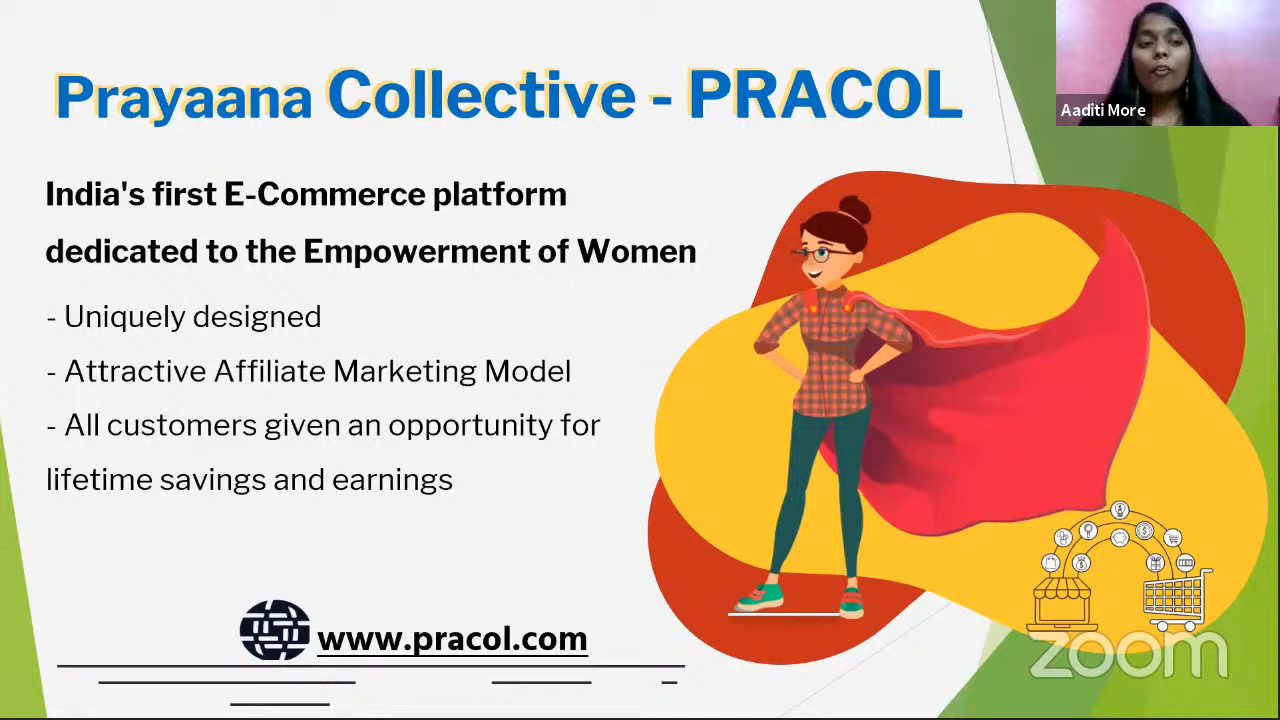 Prayaana Collective - PRACOL
Aaditi More
India's first E-Commerce platform
dedicated to the Empowerment of Women
- Uniquely designed
- Attractive Affiliate Marketing Model
- All customers given an opportunity for
lifetime savings and earnings
www.pracol.com
zoom